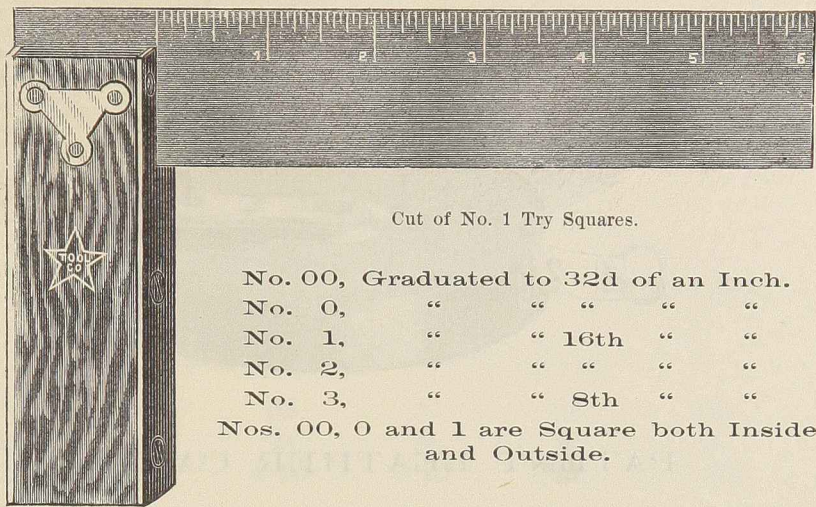 1 2 3 4 5 6
TOOL
CO
Cut of No. 1 Try Squares.
No. 00, Graduated to 32d of an Inch.
No. 0, “ “ “ “ “
No. 1, “ “ 16th “ “
No. 2, “ “ “ “ “
No. 3, “ “ 8th “ “
Nos. 00, 0 and 1 are Square both Inside
and Outside.